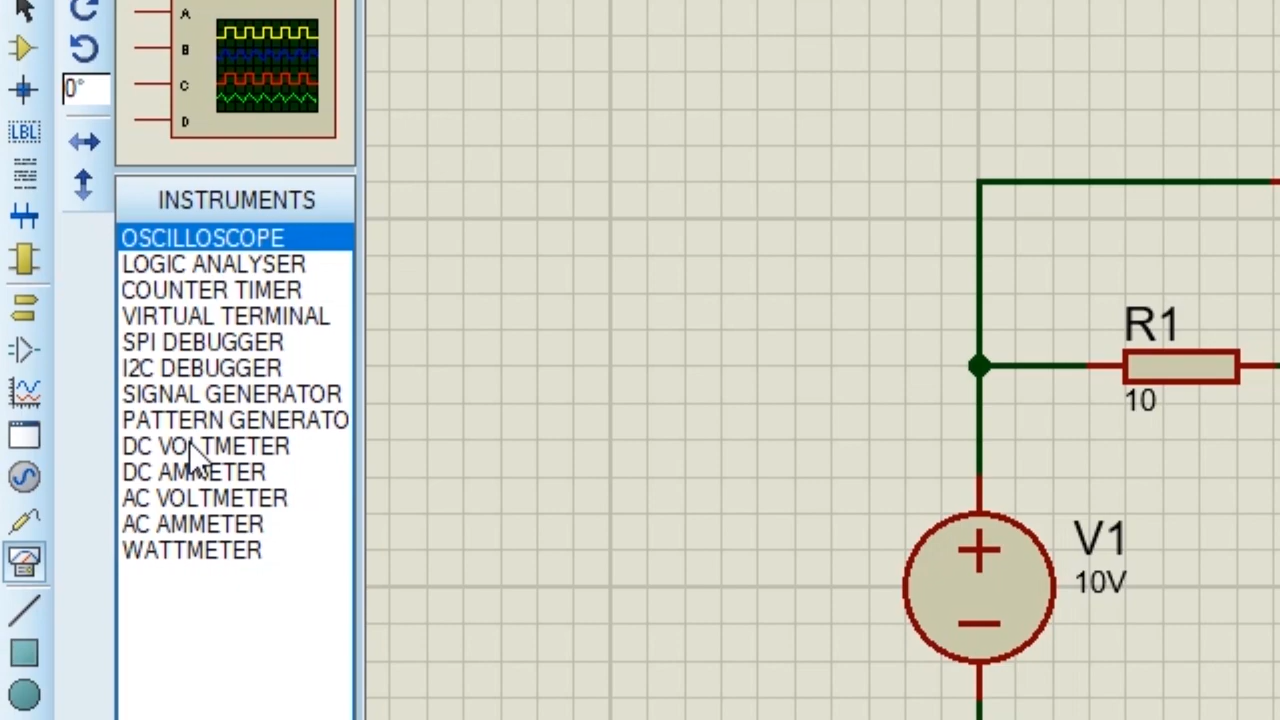 A
B
C
D
LBL
0°
INSTRUMENTS
OSCILLOSCOPE
LOGIC ANALYSER
COUNTER TIMER
VIRTUAL TERMINAL
SPI DEBUGGER
I2C DEBUGGER
SIGNAL GENERATOR
PATTERN GENERATO
DC VOLTMETER
DC AMMETER
AC VOLTMETER
AC AMMETER
WATTMETER
R1
10
V1
10V